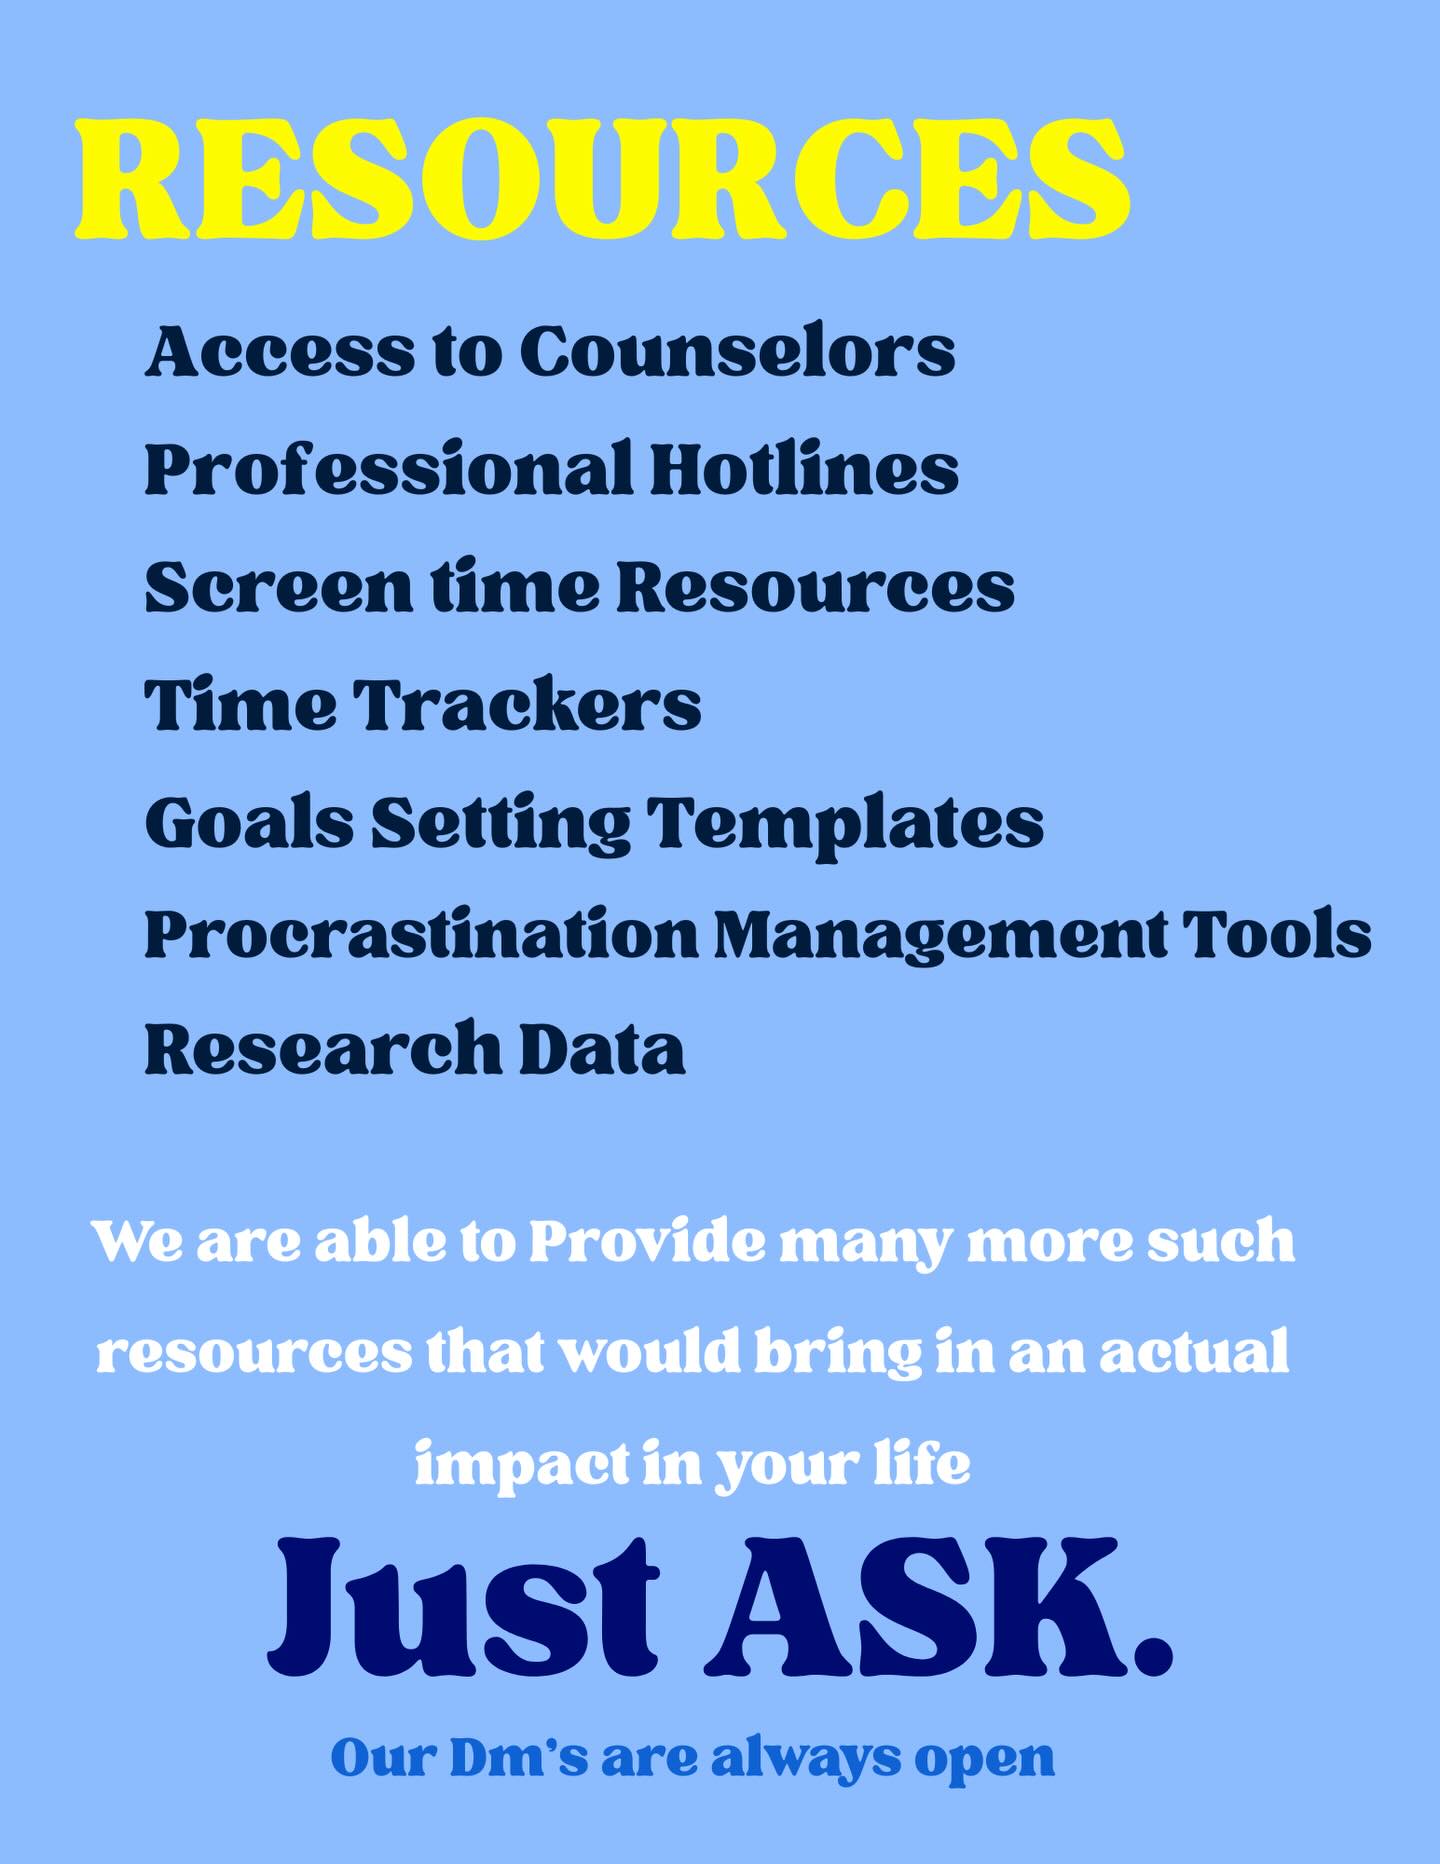 RESOURCES
Access to Counselors
Professional Hotlines
Screen time Resources
Time Trackers
Goals Setting Templates
Procrastination Management Tools
Research Data
We are able to Provide many more such
resources that would bring in an actual
impact in your life
Just ASK.
Our Dm's are always open